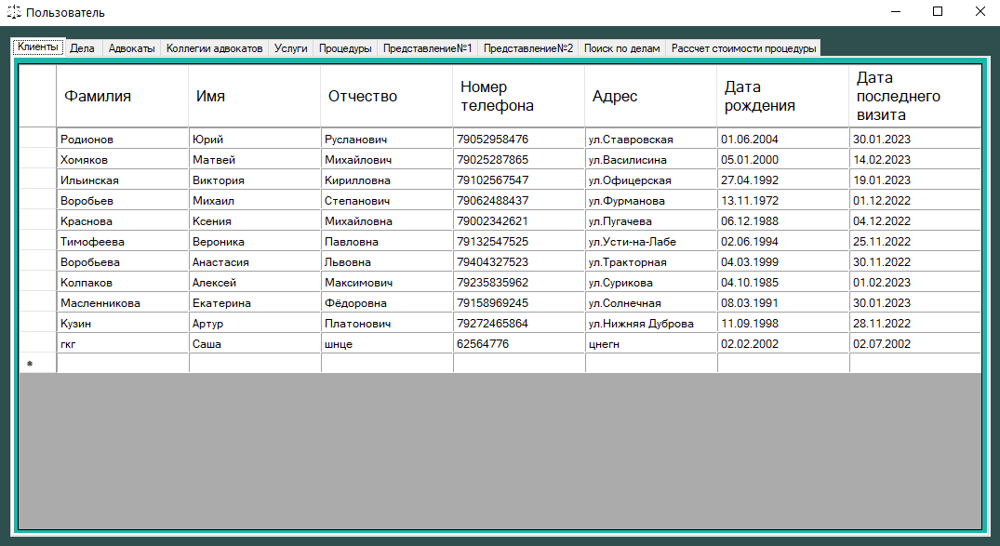 Пользователь
Клиенты Дела Адвокаты Коллегии адвокатов Услуги Процедуры Представление№1 Представление№2 Поиск по делам Рассчет стоимости процедуры
Фамилия Имя Отчество Номер телефона Адрес Дата рождения Дата последнего визита
Родионов Юрий Русланович 79052958476 ул.Ставровская 01.06.2004 30.01.2023
Хомяков Матвей Михайлович 79025287865 ул.Василисина 05.01.2000 14.02.2023
Ильинская Виктория Кирилловна 79102567547 ул.Офицерская 27.04.1992 19.01.2023
Воробьев Михаил Степанович 79062488437 ул.Фурманова 13.11.1972 01.12.2022
Краснова Ксения Михайловна 79002342621 ул.Пугачева 06.12.1988 04.12.2022
Тимофеева Вероника Павловна 79132547525 ул.Усти-на-Лабе 02.06.1994 25.11.2022
Воробьева Анастасия Львовна 79404327523 ул.Тракторная 04.03.1999 30.11.2022
Колпаков Алексей Максимович 79235835962 ул.Сурикова 04.10.1985 01.02.2023
Масленникова Екатерина Фёдоровна 79158969245 ул.Солнечная 08.03.1991 30.01.2023
Кузин Артур Платонович 79272465864 ул.Нижняя Дуброва 11.09.1998 28.11.2022
гкг Саша шнце 62564776 цнегн 02.02.2002 02.07.2002